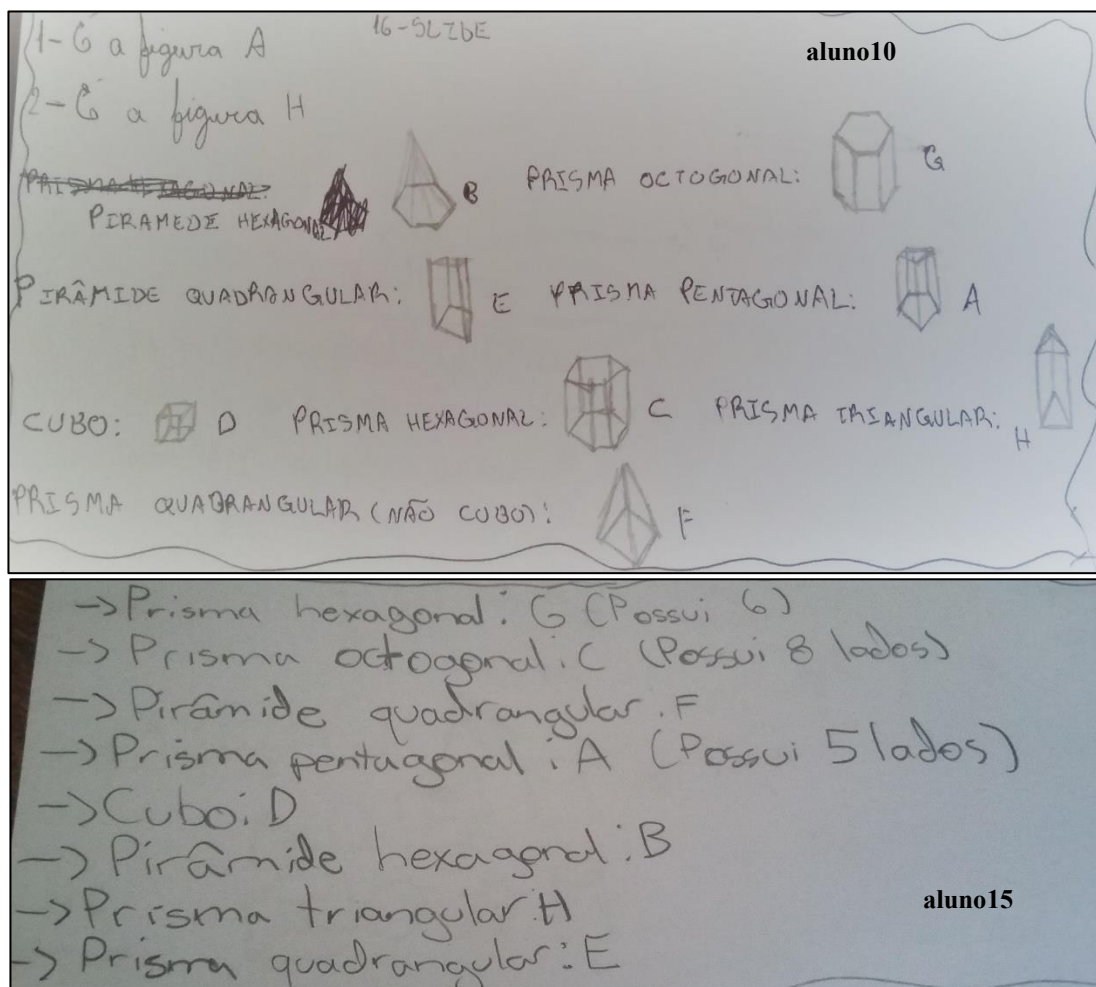 1- É a figura A
16-SLIDE
aluno10
2- É a figura H
PIRAMEDE HEXAGONAL
B
PRISMA OCTOGONAL:
G
PIRÂMIDE QUADRANGULAR:
E
PRISMA PENTAGONAL:
A
CUBO:
D
PRISMA HEXAGONAL:
C
PRISMA TRIANGULAR:
H
PRISMA QUADRANGULAR (NÃO CUBO):
F
-> Prisma hexagonal: G (Possui 6)
-> Prisma octogonal: C (Possui 8 lados)
-> Pirâmide quadrangular: F
-> Prisma pentagonal: A (Possui 5 lados)
-> Cubo: D
-> Pirâmide hexagonal: B
-> Prisma triangular: H
aluno15
-> Prisma quadrangular: E